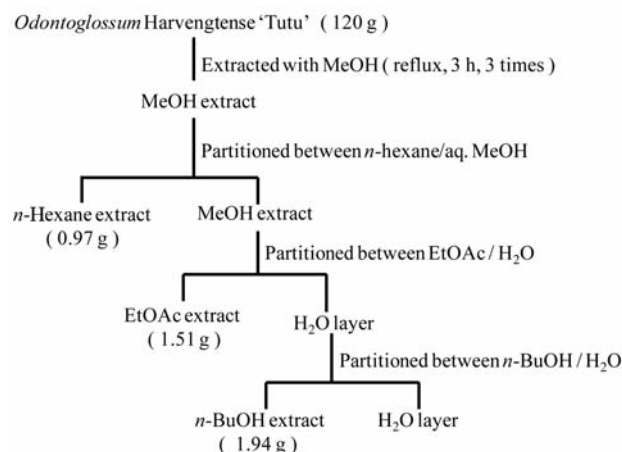 Odontoglossum Harvengtense ‘Tutu’ ( 120 g )
Extracted with MeOH ( reflux, 3 h, 3 times )
MeOH extract
Partitioned between n-hexane/aq. MeOH
n-Hexane extract
( 0.97 g )
MeOH extract
Partitioned between EtOAc / H₂O
EtOAc extract
( 1.51 g )
H₂O layer
Partitioned between n-BuOH / H₂O
n-BuOH extract
( 1.94 g )
H₂O layer